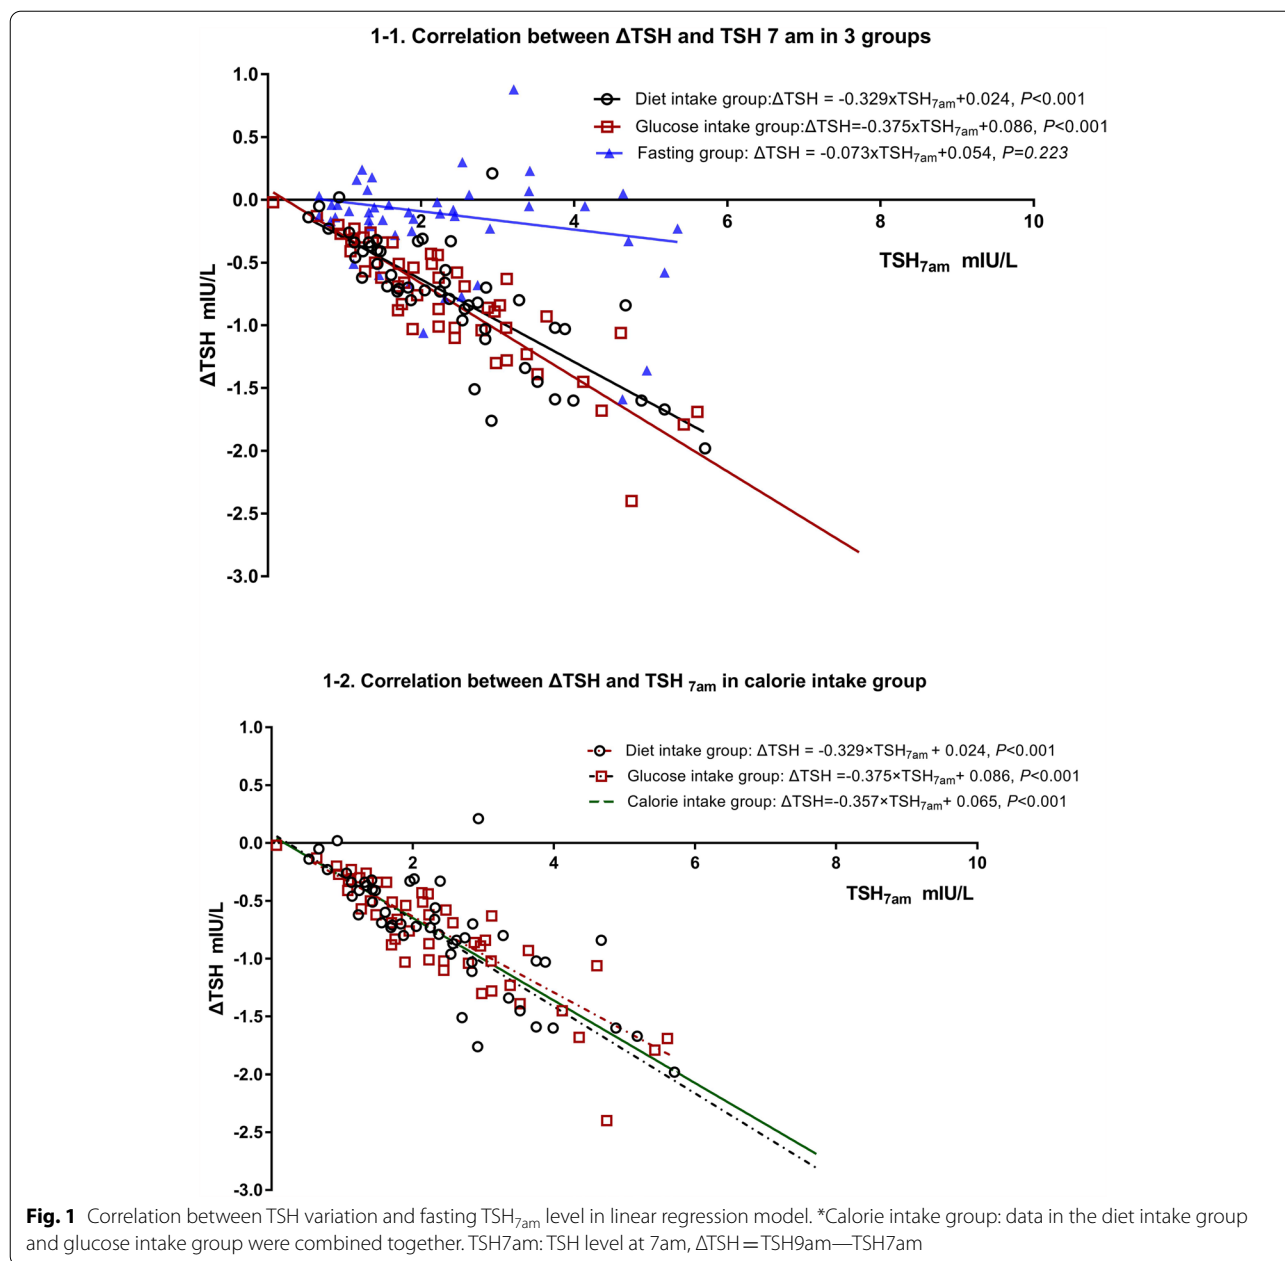 1-1. Correlation between ΔTSH and TSH 7 am in 3 groups
1.0
Diet intake group:ΔTSH = -0.329xTSH7am+0.024, P<0.001
Glucose intake group:ΔTSH=-0.375xTSH7am+0.086, P<0.001
Fasting group: ΔTSH = -0.073xTSH7am+0.054, P=0.223
0.5
0.0
2 4 6 8 10
TSH7am mIU/L
-0.5
-1.0
ΔTSH mIU/L
-1.5
-2.0
-2.5
-3.0
1-2. Correlation between ΔTSH and TSH 7am in calorie intake group
1.0
Diet intake group: ΔTSH = -0.329×TSH7am + 0.024, P<0.001
Glucose intake group: ΔTSH =-0.375×TSH7am+ 0.086, P<0.001
Calorie intake group: ΔTSH=-0.357×TSH7am+ 0.065, P<0.001
0.5
0.0
2 4 6 8 10
TSH7am mIU/L
-0.5
-1.0
ΔTSH mIU/L
-1.5
-2.0
-2.5
-3.0
Fig. 1 Correlation between TSH variation and fasting TSH7am level in linear regression model. *Calorie intake group: data in the diet intake group
and glucose intake group were combined together. TSH7am: TSH level at 7am, ΔTSH=TSH9am—TSH7am